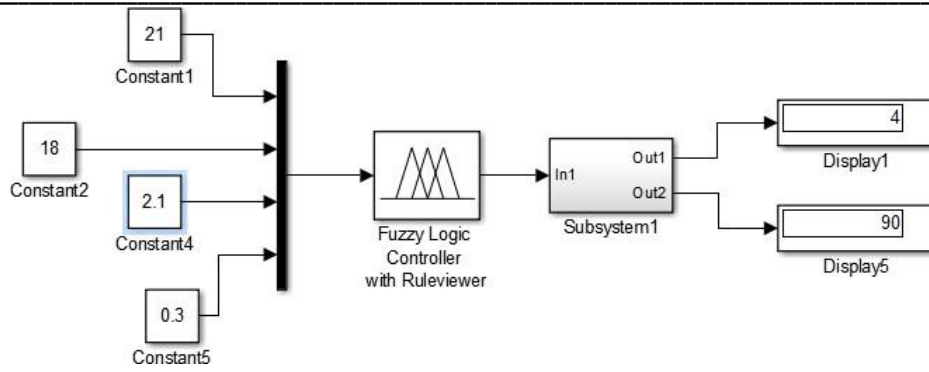 21
Constant1
18
Constant2
2.1
Constant4
0.3
Constant5
Fuzzy Logic
Controller
with Ruleviewer
In1
Out1
Out2
Subsystem1
4
Display1
90
Display5